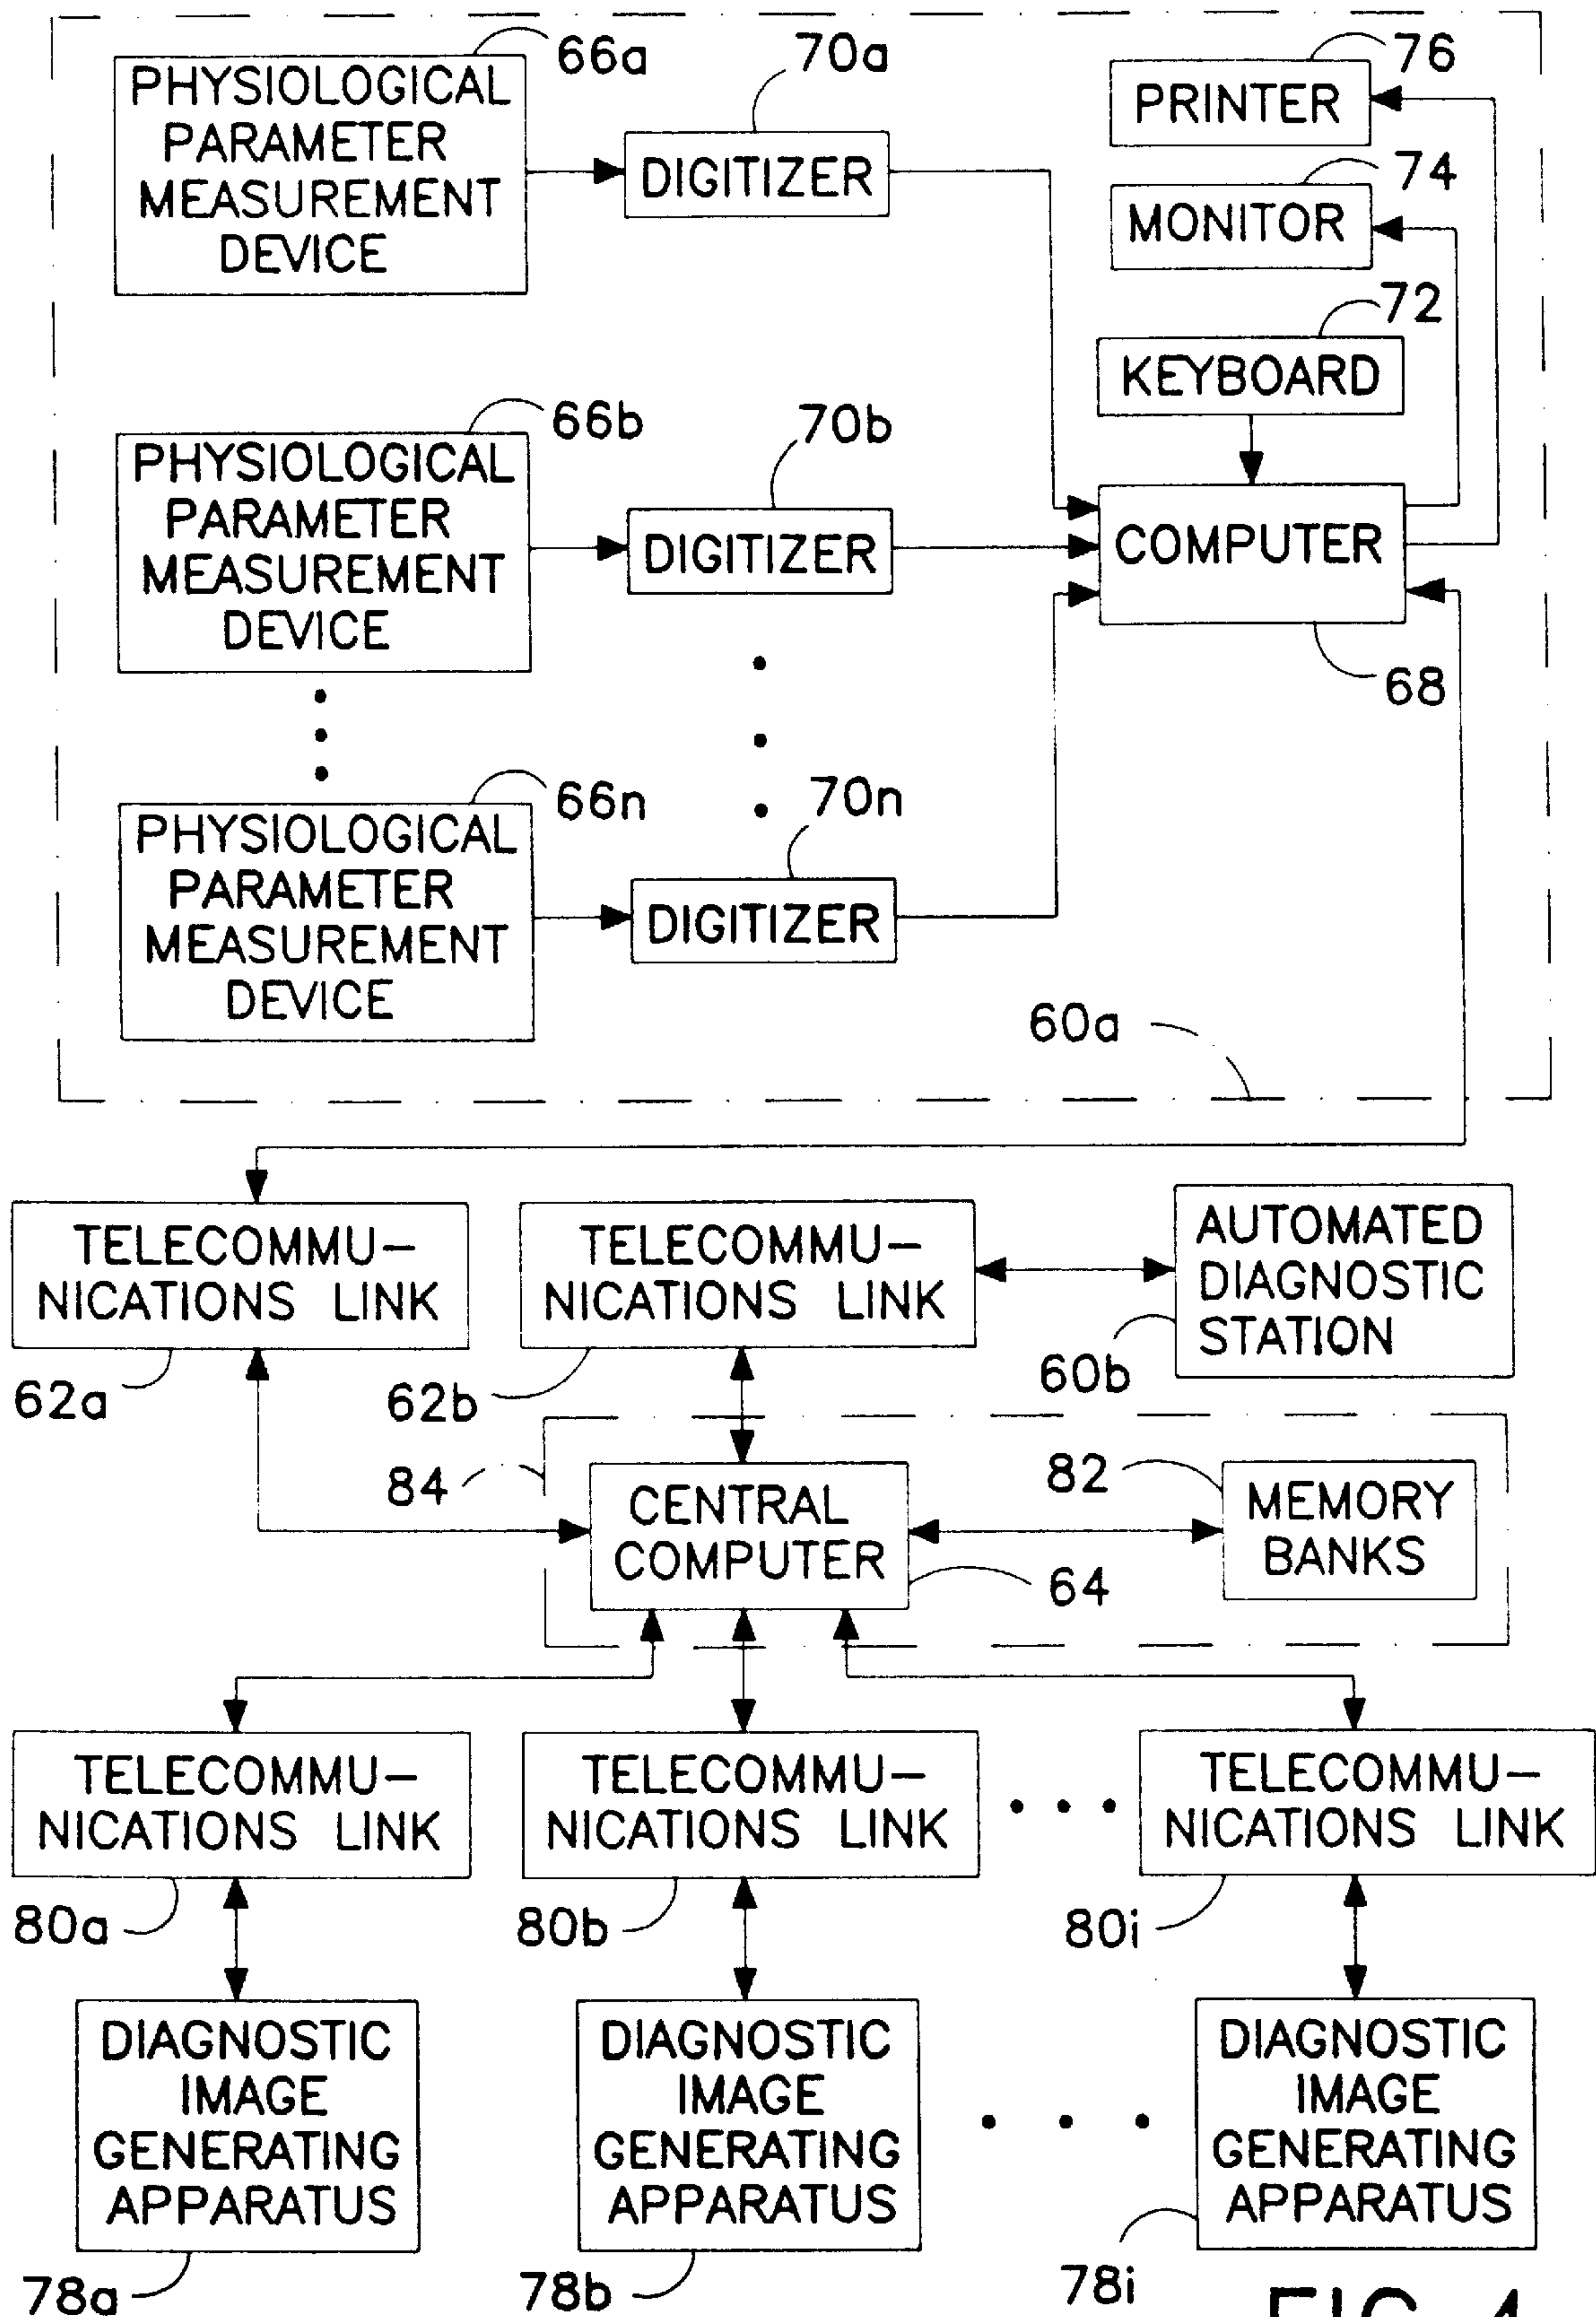 66a
70a
76
PHYSIOLOGICAL
PARAMETER
MEASUREMENT
DEVICE
DIGITIZER
PRINTER
74
MONITOR
72
KEYBOARD
66b
70b
PHYSIOLOGICAL
PARAMETER
MEASUREMENT
DEVICE
DIGITIZER
COMPUTER
68
66n
70n
PHYSIOLOGICAL
PARAMETER
MEASUREMENT
DEVICE
DIGITIZER
60a
TELECOMMU-
NICATIONS LINK
62a
TELECOMMU-
NICATIONS LINK
62b
AUTOMATED
DIAGNOSTIC
STATION
60b
84
CENTRAL
COMPUTER
64
82
MEMORY
BANKS
TELECOMMU-
NICATIONS LINK
80a
TELECOMMU-
NICATIONS LINK
80b
TELECOMMU-
NICATIONS LINK
80i
DIAGNOSTIC
IMAGE
GENERATING
APPARATUS
78a
DIAGNOSTIC
IMAGE
GENERATING
APPARATUS
78b
DIAGNOSTIC
IMAGE
GENERATING
APPARATUS
78i